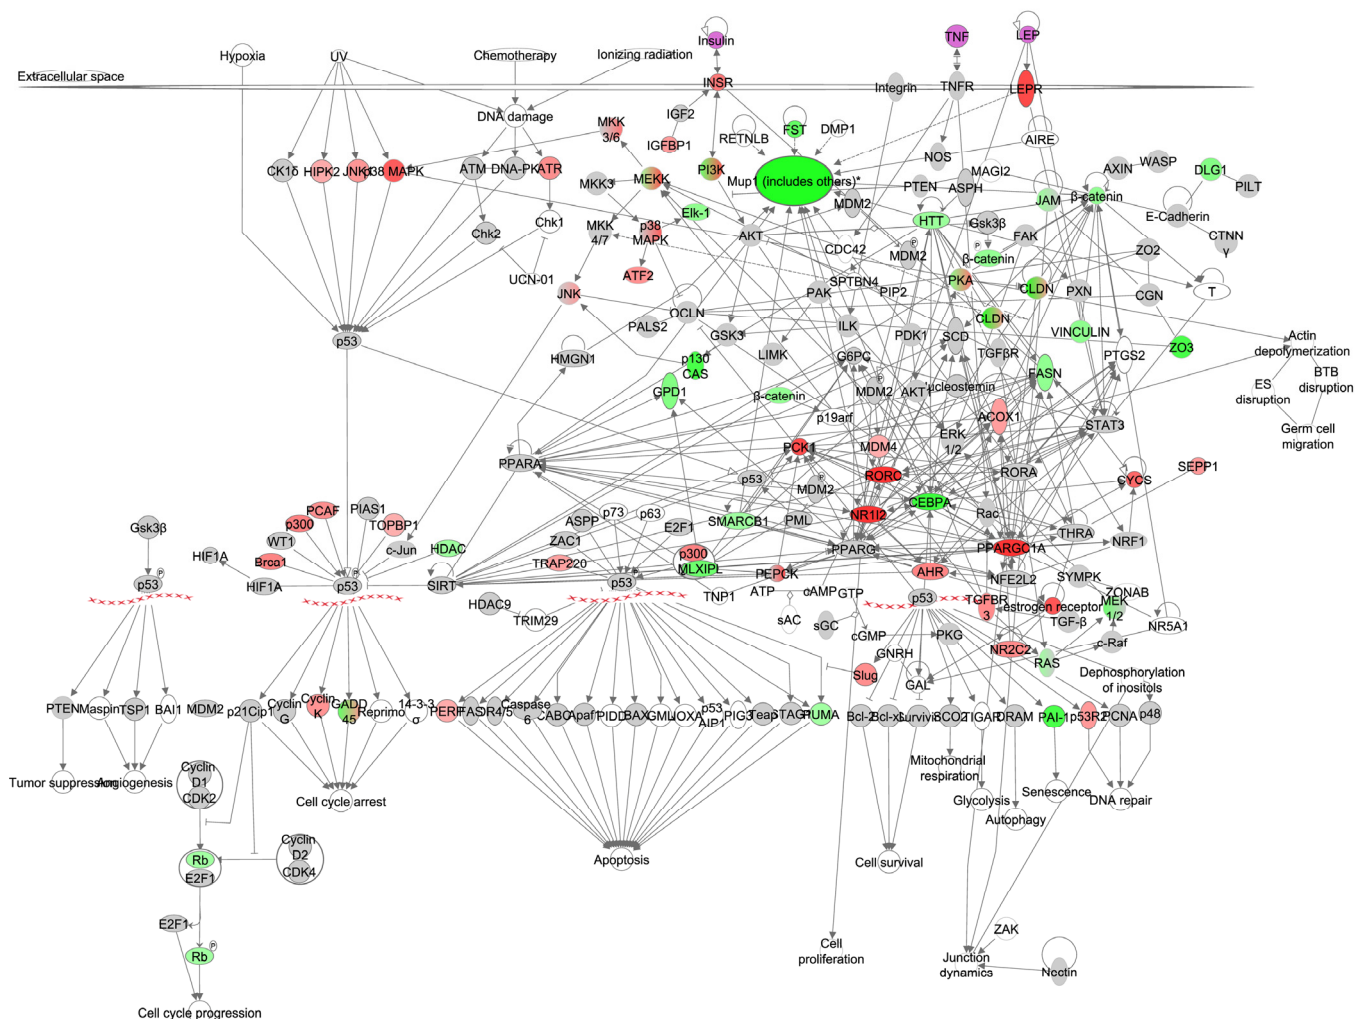 Insulin
TNF
LEP
Hypoxia
UV
Chemotherapy
Ionizing radiation
Extracellular space
INSR
Integrin
TNFR
LEPR
DNA damage
IGF2
MKK
3/6
IGFBP1
RETNLB
FST
DMP1
AIRE
NOS
CK1δ
HIPK2
JNK
p38 MAPK
ATM
DNA-PK
ATR
MKK3
MEKK
PI3K
Mup1 (includes others)*
PTEN
ASPH
MAGI2
AXIN
WASP
DLG1
PILT
β-catenin
JAM
MDM2
Elk-1
HTT
E-Cadherin
Chk2
Chk1
MKK
4/7
p38
MAPK
AKT
CDC42
MDM2
P
Gsk3β
FAK
P
β-catenin
ZO2
CTNN
γ
UCN-01
ATF2
JNK
SPTBN4
PAK
PIP2
PKA
CLDN
PXN
CGN
T
OCLN
PALS2
GSK3
ILK
PDK1
SCD
CLDN
VINCULIN
p53
HMGN1
LIMK
G6PC
TGFβR
PTGS2
ZO3
Actin
depolymerization
BTB
disruption
ES
disruption
Germ cell
migration
p130
CAS
GPD1
β-catenin
MDM2
P
AKT1
FASN
p19arf
ACOX1
STAT3
PCK1
MDM4
ERK
1/2
PPARA
p53
RORC
RORA
CYCS
SEPP1
MDM2
P
CEBPA
Rac
PCAF
p300
PIAS1
TOPBP1
WT1
c-Jun
HDAC
Brca1
Gsk3β
HIF1A
HIF1A
p53
P
p53
P
SIRT
ASPP
p73
p63
ZAC1
E2F1
TRAP220
SMARCB1
PML
NR1I2
p300
MLXIPL
PPARG
PPARGC1A
THRA
NRF1
p53
PEPCK
AHR
NFE2L2
SYMPK
ZONAB
HDAC9
TRIM29
TNP1
ATP
cAMP
GTP
p53
TGFBR
3
estrogen receptor
TGF-β
MEK
1/2
NR5A1
sAC
sGC
cGMP
PKG
c-Raf
GNRH
NR2C2
RAS
Slug
GAL
Dephosphorylation
of inositols
PTEN
Maspin
TSP1
BAI1
MDM2
p21Cip1
Cyclin
G
Cyclin
K
GADD
45
Reprimo
14-3-3
σ
PERP
FAS
DR4/5
Caspase
6
CABC
Apaf
PIDD
BAX
p53
AIP1
PIG3
Teap
STAG
PUMA
Bcl-2
Bcl-x
Survivi
SCO2
TIGAR
DRAM
PAI-1
p53R2
PCNA
p48
Tumor suppression
Angiogenesis
Cyclin
D1
CDK2
Cell cycle arrest
Mitochondrial
respiration
Glycolysis
Autophagy
Senescence
DNA repair
Cyclin
D2
CDK4
Rb
E2F1
Apoptosis
Cell survival
E2F1
Rb
P
Cell
proliferation
ZAK
Junction
dynamics
Nectin
Cell cycle progression